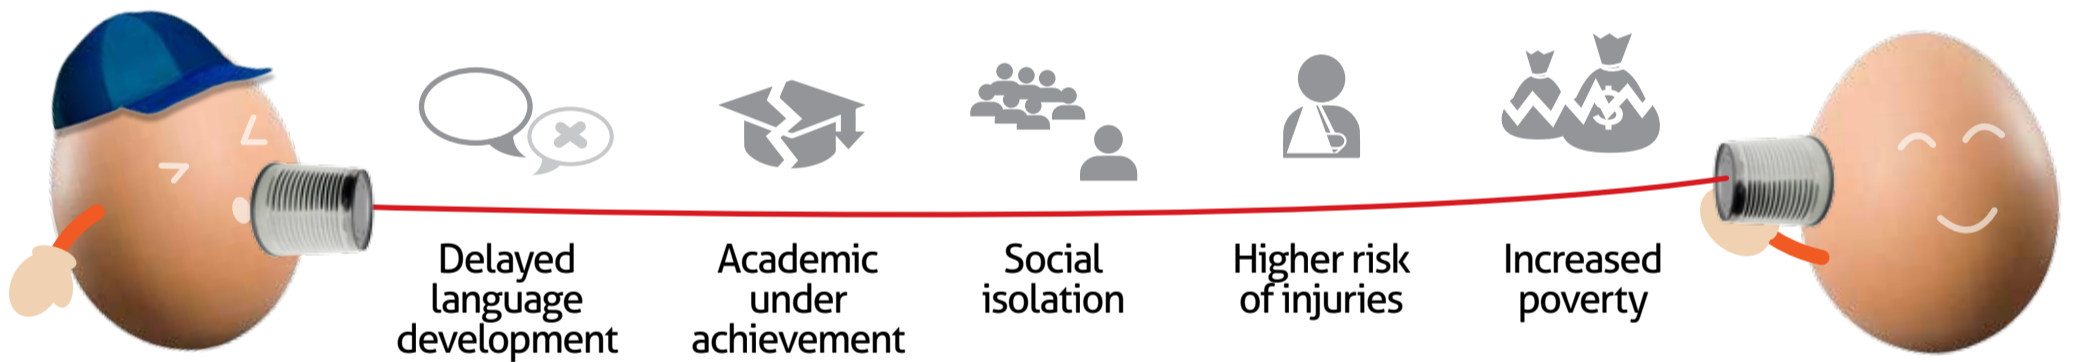 Delayed
language
development
Academic
under
achievement
Social
isolation
Higher risk
of injuries
Increased
poverty
$